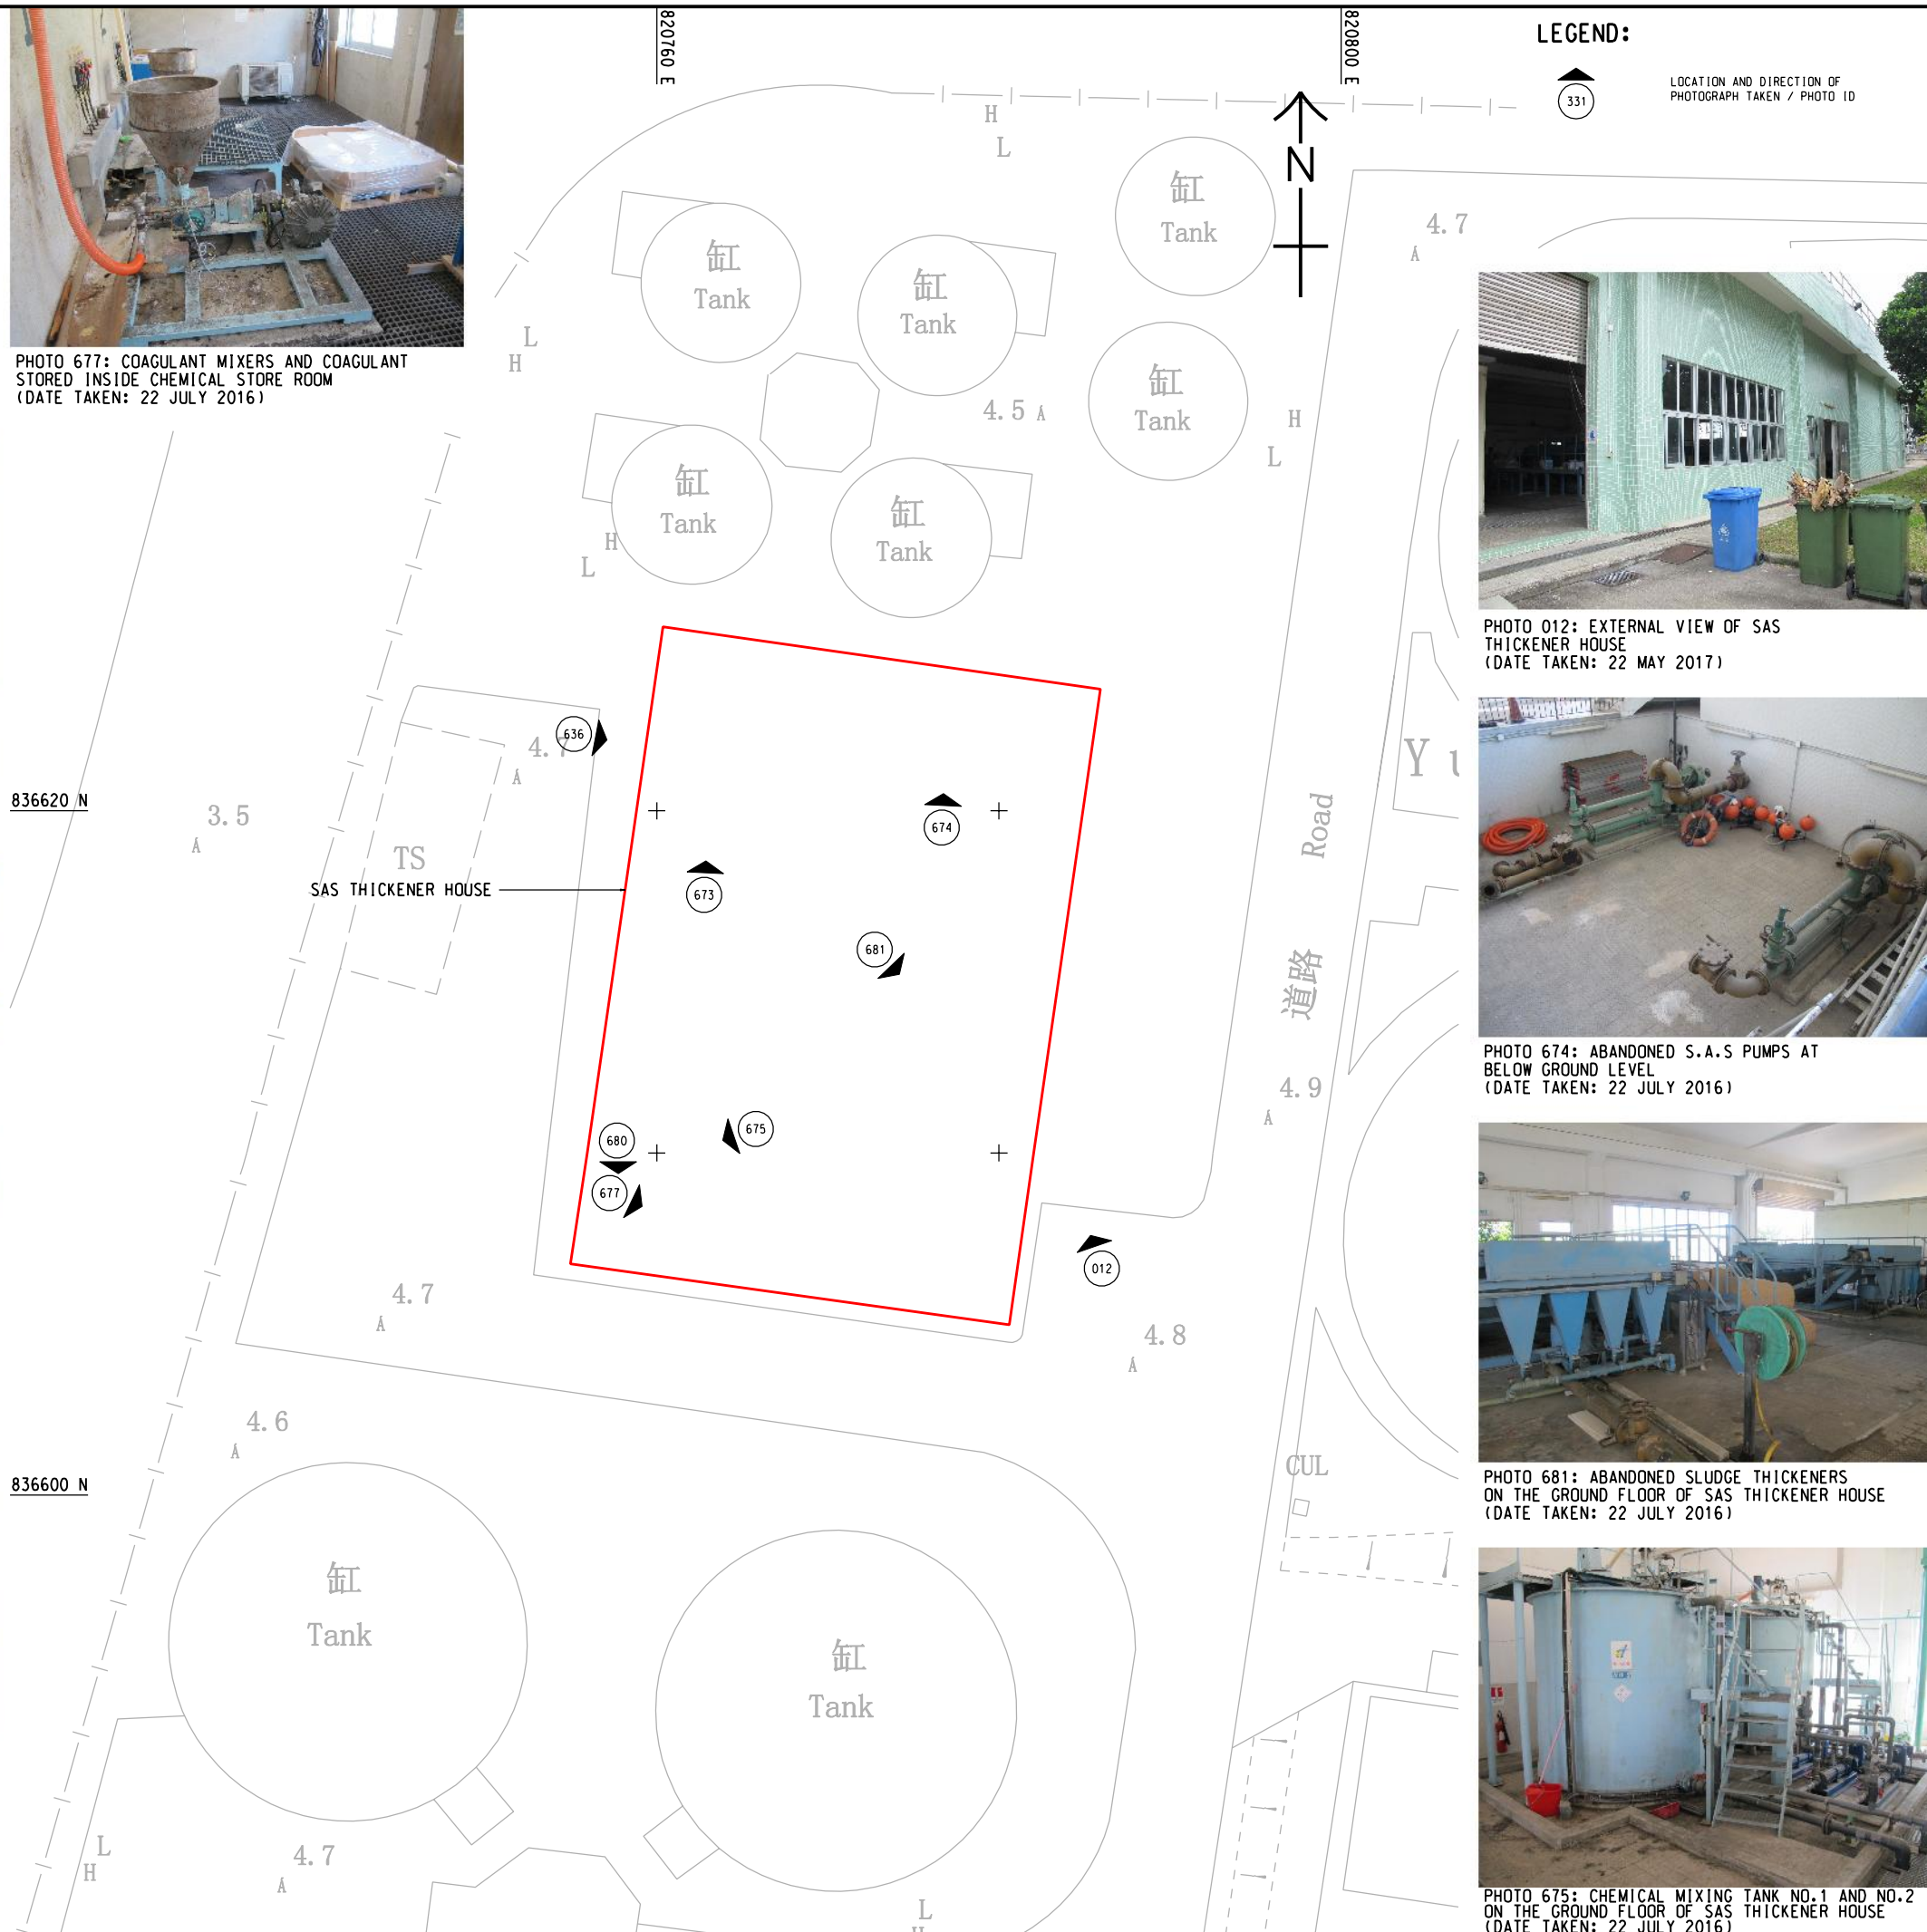 820760 E
820800 E
LEGEND:
331
LOCATION AND DIRECTION OF
PHOTOGRAPH TAKEN / PHOTO ID
N
PHOTO 677: COAGULANT MIXERS AND COAGULANT
STORED INSIDE CHEMICAL STORE ROOM
(DATE TAKEN: 22 JULY 2016)
H
L
缸
Tank
缸
Tank
缸
Tank
4.7
L
H
缸
Tank
4.5
H
L
缸
Tank
缸
Tank
H
L
PHOTO 012: EXTERNAL VIEW OF SAS
THICKENER HOUSE
(DATE TAKEN: 22 MAY 2017)
636
4.7
836620 N
3.5
TS
SAS THICKENER HOUSE
673
674
681
Road
道路
4.9
PHOTO 674: ABANDONED S.A.S PUMPS AT
BELOW GROUND LEVEL
(DATE TAKEN: 22 JULY 2016)
680
675
677
012
4.7
4.8
4.6
836600 N
CUL
PHOTO 681: ABANDONED SLUDGE THICKENERS
ON THE GROUND FLOOR OF SAS THICKENER HOUSE
(DATE TAKEN: 22 JULY 2016)
缸
Tank
缸
Tank
L
H
4.7
L
PHOTO 675: CHEMICAL MIXING TANK NO.1 AND NO.2
ON THE GROUND FLOOR OF SAS THICKENER HOUSE
(DATE TAKEN: 22 JULY 2016)